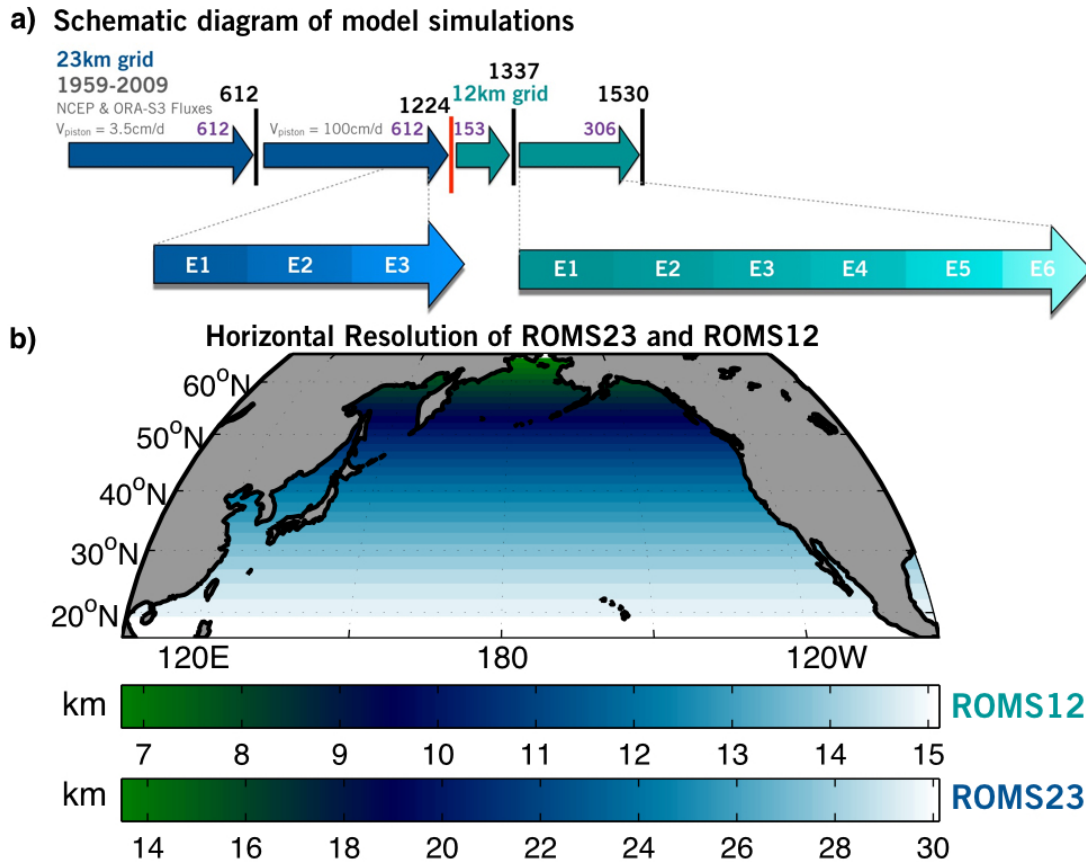 a) Schematic diagram of model simulations
23km grid
1959-2009
NCEP & ORA-S3 Fluxes
Vpiston = 3.5cm/d
612
612
Vpiston = 100cm/d
612
1224
153
1337
12km grid
306
1530
E1 E2 E3
E1 E2 E3 E4 E5 E6
b) Horizontal Resolution of ROMS23 and ROMS12
60°N
50°N
40°N
30°N
20°N
120E 180 120W
km ROMS12
7 8 9 10 11 12 13 14 15
km ROMS23
14 16 18 20 22 24 26 28 30